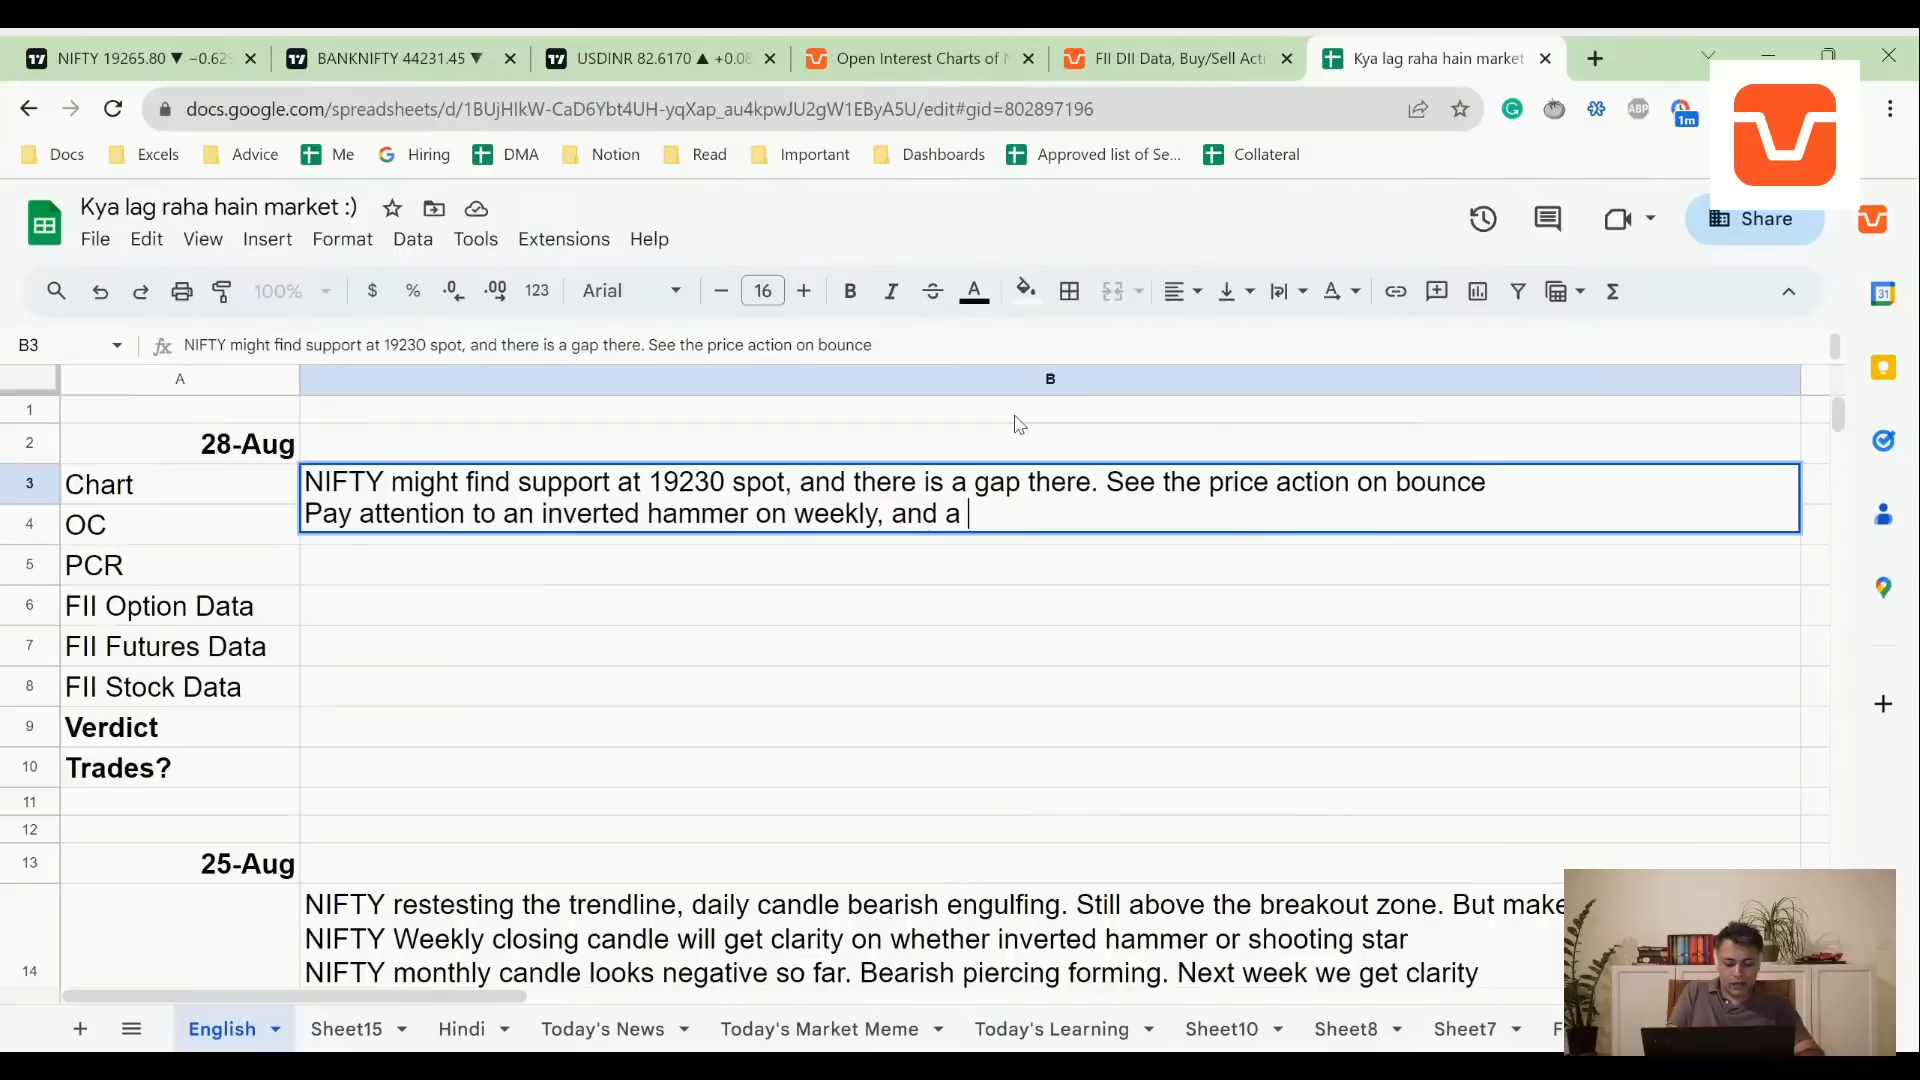 NIFTY 19265.80 ▼ −0.62
BANKNIFTY 44231.45 ▼
USDINR 82.6170 ▲ +0.08
Open Interest Charts of N
FII DII Data, Buy/Sell Acti
Kya lag raha hain market
docs.google.com/spreadsheets/d/1BUjHIkW-CaD6Ybt4UH-yqXap_au4kpwJU2gW1EByA5U/edit#gid=802897196
ABP
1m
Docs
Excels
Advice
Me
Hiring
DMA
Notion
Read
Important
Dashboards
Approved list of Se...
Collateral
Kya lag raha hain market :)
File Edit View Insert Format Data Tools Extensions Help
Share
100% $ % .0 .00 123 Arial 16 B I A
31
B3
NIFTY might find support at 19230 spot, and there is a gap there. See the price action on bounce
A B
1
2 28-Aug
3 Chart NIFTY might find support at 19230 spot, and there is a gap there. See the price action on bounce
Pay attention to an inverted hammer on weekly, and a
4 OC
5 PCR
6 FII Option Data
7 FII Futures Data
8 FII Stock Data
9 Verdict
10 Trades?
11
12
13 25-Aug
NIFTY restesting the trendline, daily candle bearish engulfing. Still above the breakout zone. But make
NIFTY Weekly closing candle will get clarity on whether inverted hammer or shooting star
14 NIFTY monthly candle looks negative so far. Bearish piercing forming. Next week we get clarity
English Sheet15 Hindi Today's News Today's Market Meme Today's Learning Sheet10 Sheet8 Sheet7 F